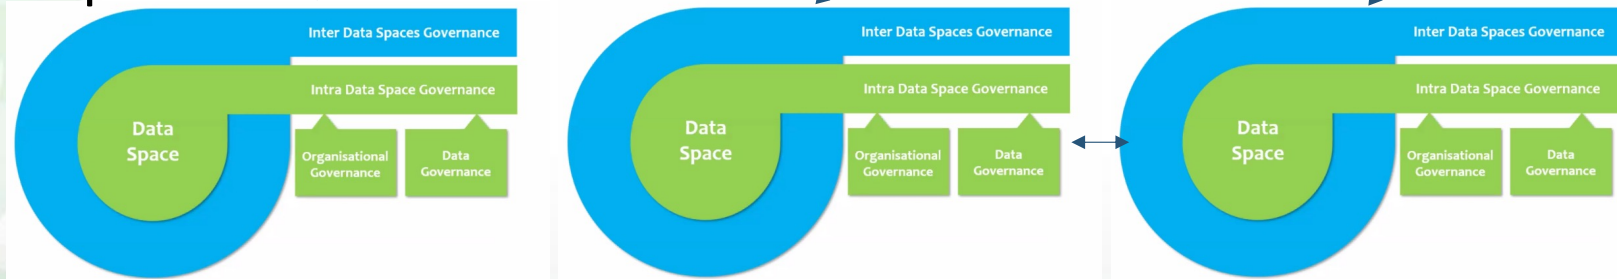 Inter Data Spaces Governance
Intra Data Space Governance
Data
Space
Organisational
Governance
Data
Governance
Inter Data Spaces Governance
Intra Data Space Governance
Data
Space
Organisational
Governance
Data
Governance
Inter Data Spaces Governance
Intra Data Space Governance
Data
Space
Organisational
Governance
Data
Governance